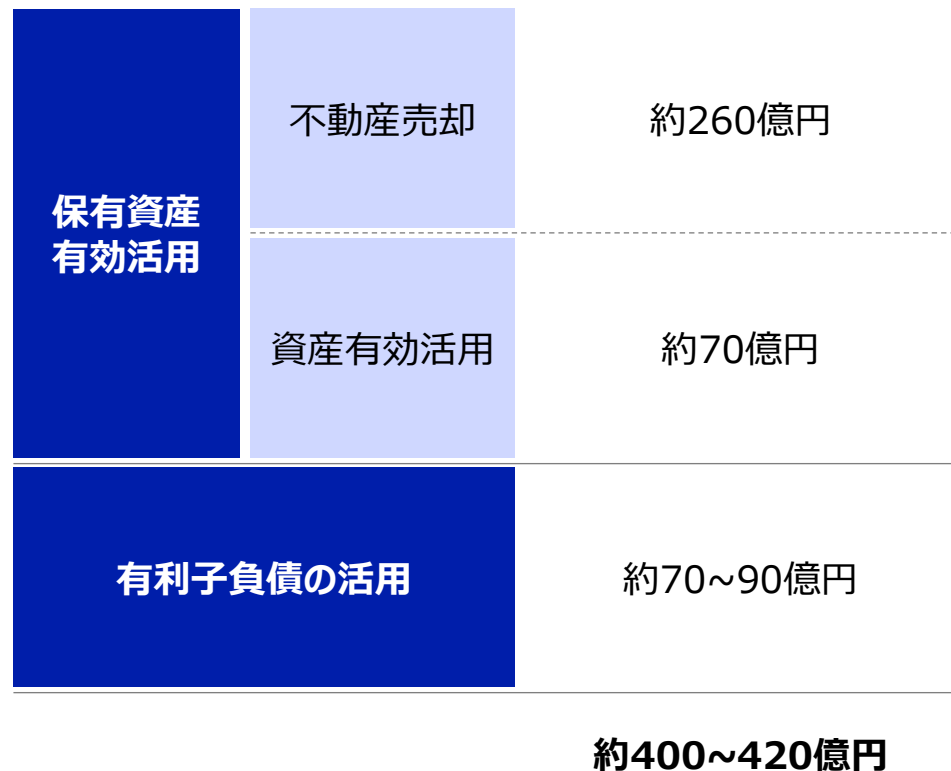 不動産売却
約260億円
保有資産
有効活用
資産有効活用
約70億円
有利子負債の活用
約70~90億円
約400~420億円